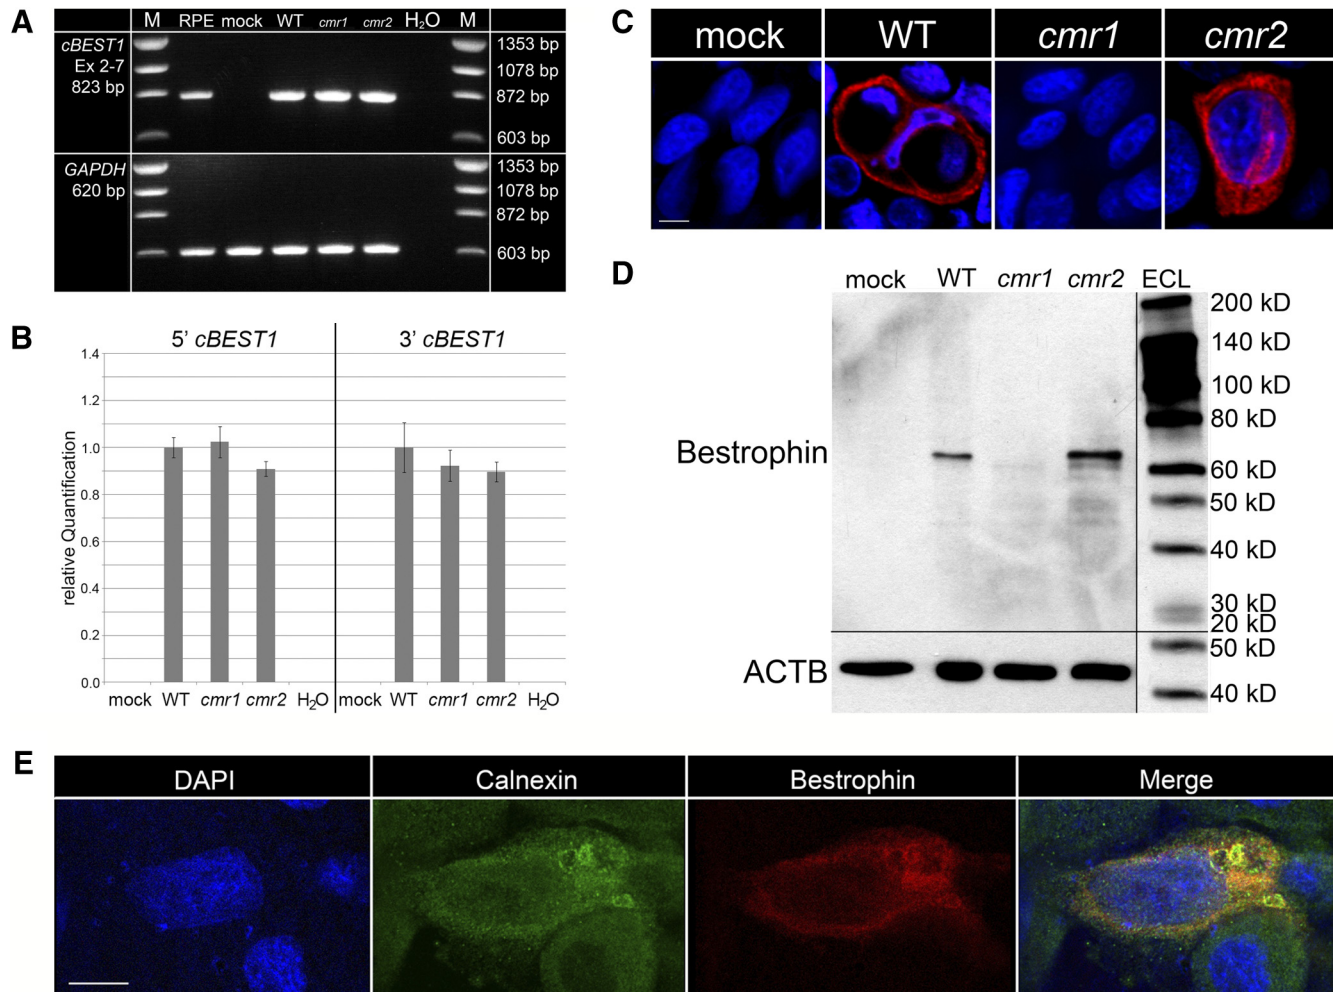 A
M RPE mock WT cmr1 cmr2 H₂O M
cBEST1
Ex 2-7
823 bp
1353 bp
1078 bp
872 bp
603 bp
GAPDH
620 bp
1353 bp
1078 bp
872 bp
603 bp
B
5' cBEST1 3' cBEST1
relative Quantification
1.4
1.2
1.0
0.8
0.6
0.4
0.2
0.0
mock WT cmr1 cmr2 H₂O mock WT cmr1 cmr2 H₂O
C
mock WT cmr1 cmr2
D
mock WT cmr1 cmr2 ECL
200 kD
140 kD
100 kD
80 kD
Bestrophin
60 kD
50 kD
40 kD
30 kD
20 kD
50 kD
ACTB
40 kD
E
DAPI Calnexin Bestrophin Merge